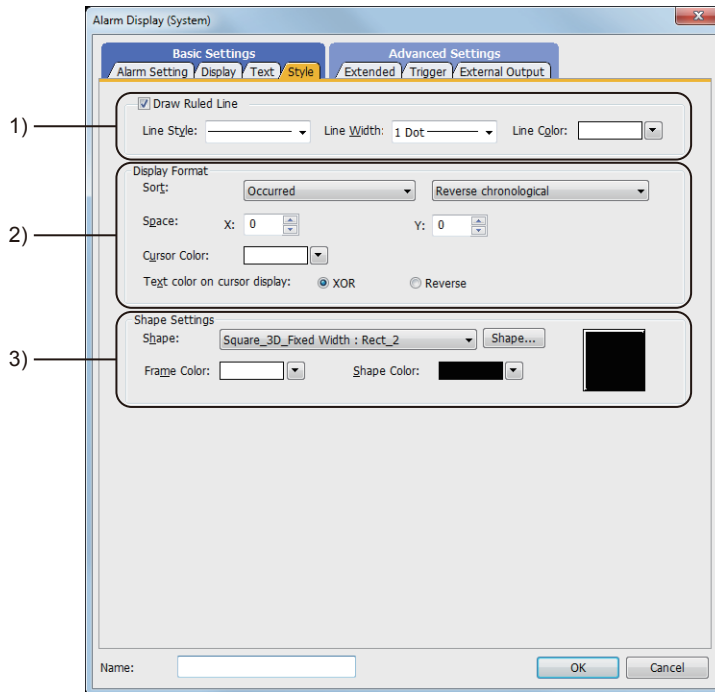 Alarm Display (System)
Basic Settings Advanced Settings
Alarm Setting Display Text Style Extended Trigger External Output
1)
Draw Ruled Line
Line Style: Line Width: 1 Dot Line Color:
2)
Display Format
Sort: Occurred Reverse chronological
Space: X: 0 Y: 0
Cursor Color:
Text color on cursor display: XOR Reverse
3)
Shape Settings
Shape: Square_3D_Fixed Width : Rect_2 Shape...
Frame Color: Shape Color:
Name: OK Cancel